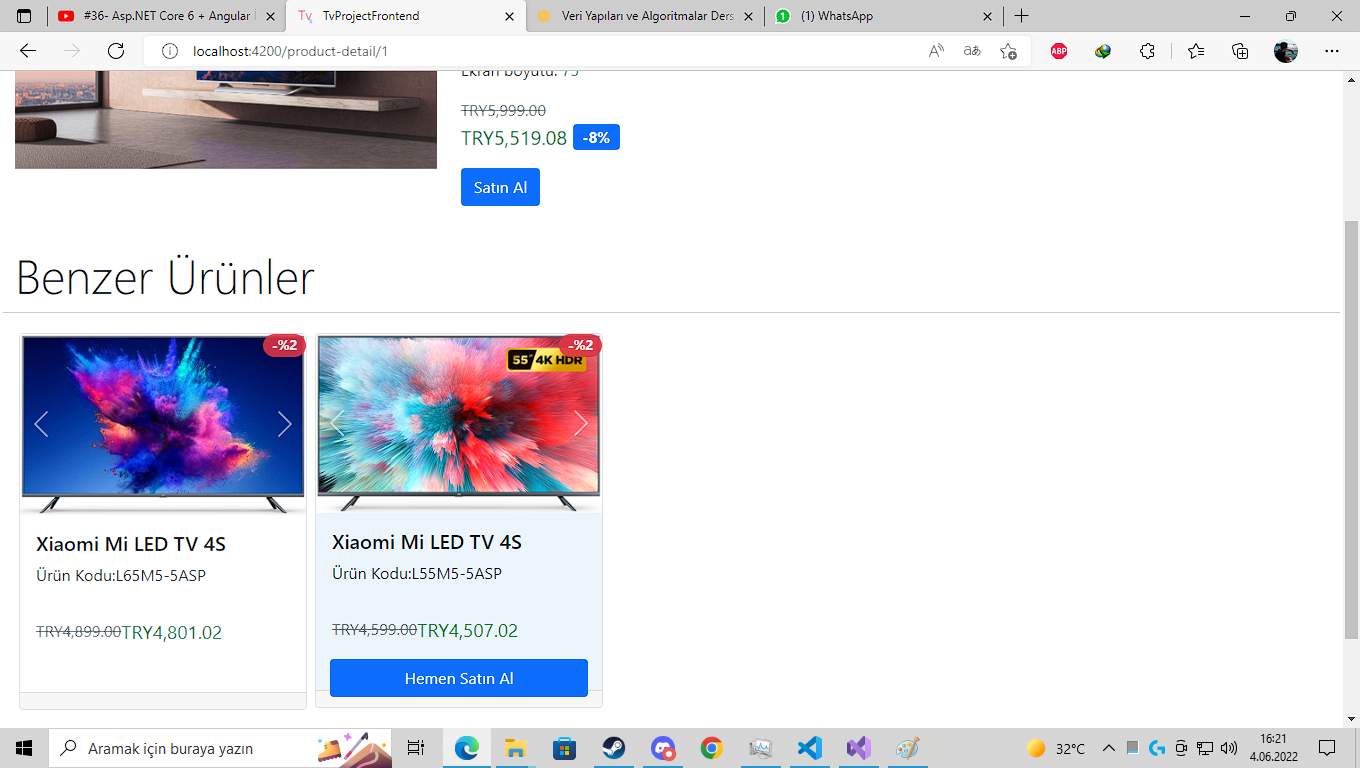 #36- Asp.NET Core 6 + Angular
TvProjectFrontend
Veri Yapıları ve Algoritmalar Ders
(1) WhatsApp
localhost:4200/product-detail/1
Ekran boyutu: 75
TRY5,999.00
TRY5,519.08 -8%
Satın Al
Benzer Ürünler
-%2
Xiaomi Mi LED TV 4S
Ürün Kodu:L65M5-5ASP
TRY4,899.00TRY4,801.02
-%2
55" 4K HDR
Xiaomi Mi LED TV 4S
Ürün Kodu:L55M5-5ASP
TRY4,599.00TRY4,507.02
Hemen Satın Al
Aramak için buraya yazın
32°C
16:21
4.06.2022